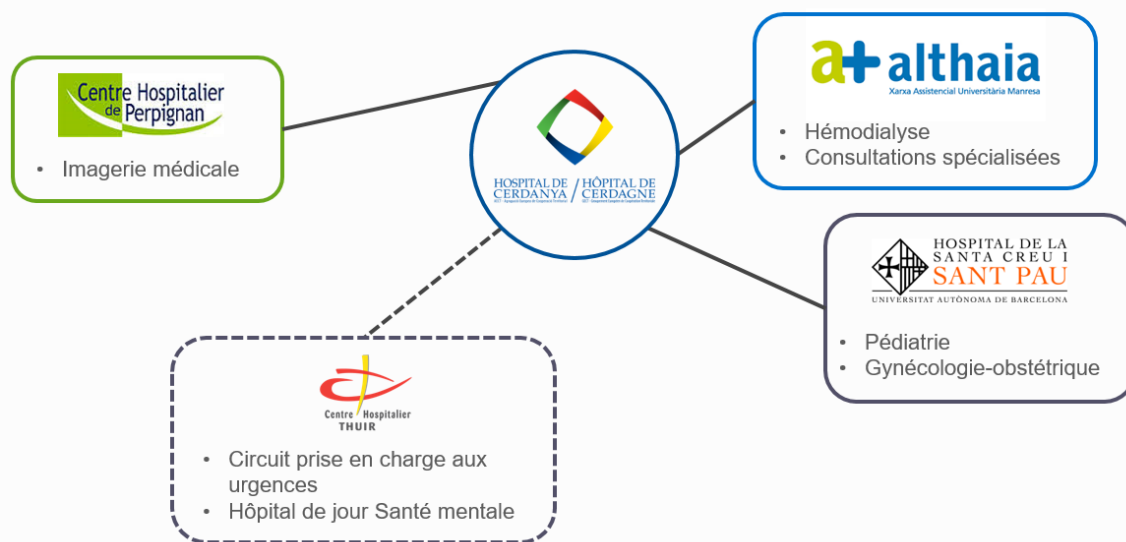 Centre Hospitalier
de Perpignan
• Imagerie médicale
HOSPITAL DE / HÔPITAL DE
CERDANYA / CERDAGNE
a+ althaia
Xarxa Assistencial Universitària Manresa
• Hémodialyse
• Consultations spécialisées
HOSPITAL DE LA
SANTA CREU I
SANT PAU
UNIVERSITAT AUTÒNOMA DE BARCELONA
• Pédiatrie
• Gynécologie-obstétrique
Centre Hospitalier
THUIR
• Circuit prise en charge aux
urgences
• Hôpital de jour Santé mentale